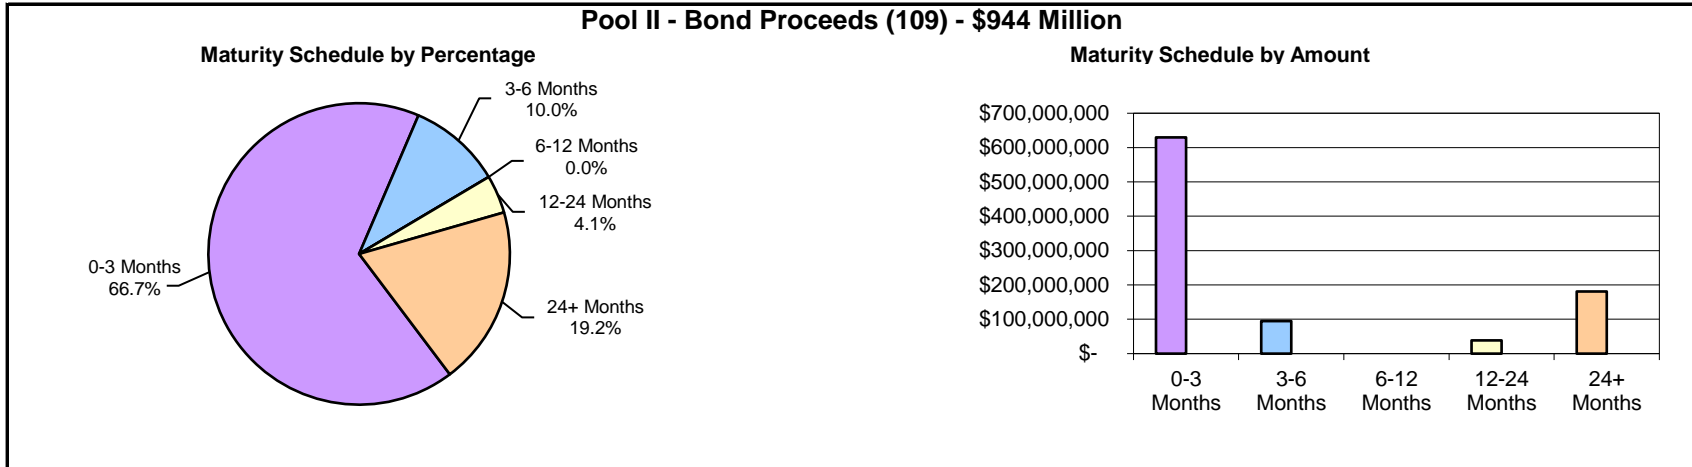 Pool II - Bond Proceeds (109) - $944 Million
Maturity Schedule by Percentage
3-6 Months
10.0%
6-12 Months
0.0%
12-24 Months
4.1%
0-3 Months
66.7%
24+ Months
19.2%
Maturity Schedule by Amount
$700,000,000
$600,000,000
$500,000,000
$400,000,000
$300,000,000
$200,000,000
$100,000,000
$-
0-3
Months
3-6
Months
6-12
Months
12-24
Months
24+
Months